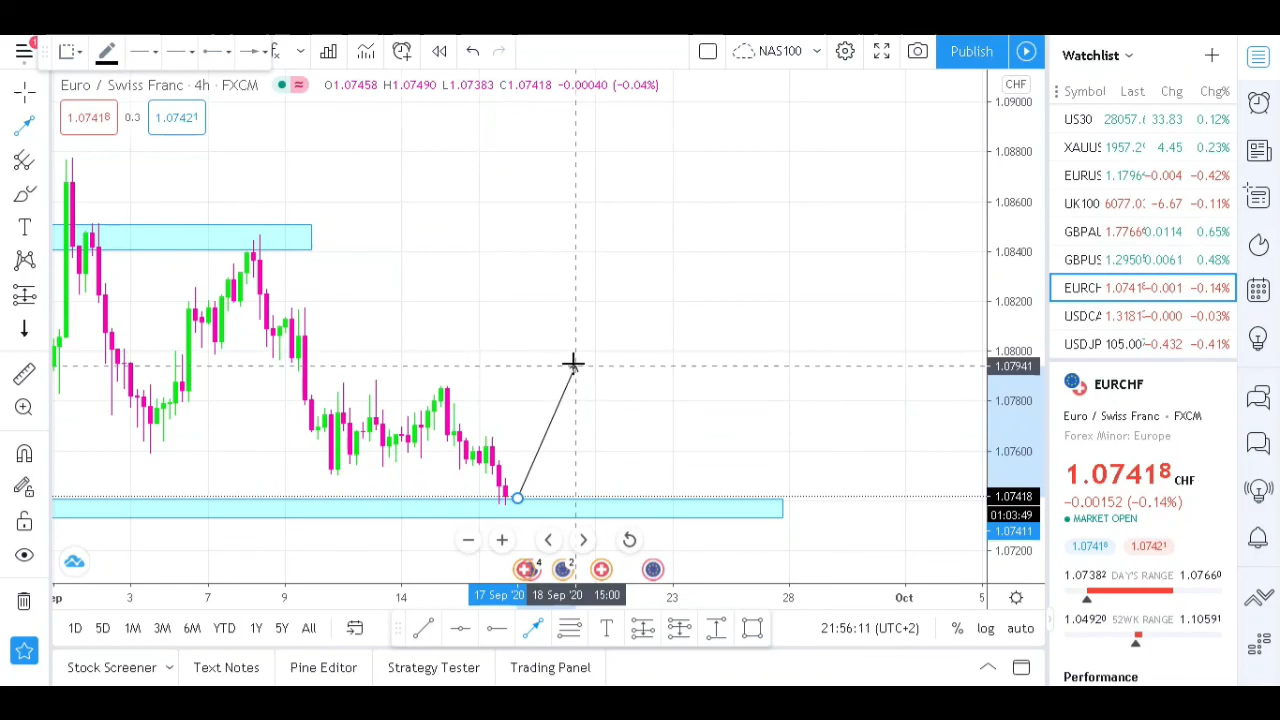 1
NAS100
Publish
Watchlist
Euro / Swiss Franc · 4h · FXCM
O1.07458 H1.07490 L1.07383 C1.07418 -0.00040 (-0.04%)
CHF
1.07418
0.3
1.07421
Symbol Last Chg Chg%
US30 28057.6 33.83 0.12%
XAUUS 1957.29 4.45 0.23%
EURUS 1.1796 -0.004 -0.42%
UK100 6077.0 -6.67 -0.11%
GBPAU 1.7766 0.0114 0.65%
GBPUS 1.2950 0.0061 0.48%
EURCH 1.0741 -0.001 -0.14%
USDCA 1.3181 -0.000 -0.03%
USDJP 105.00 -0.432 -0.41%
1.09000
1.08800
1.08600
1.08400
1.08200
1.08000
1.07941
1.07800
1.07600
1.07418
01:03:49
1.07411
1.07200
EURCHF
Euro / Swiss Franc • FXCM
Forex Minor: Europe
1.07418 CHF
−0.00152 (−0.14%)
MARKET OPEN
1.07418 1.07421
1.07382 DAY'S RANGE 1.07669
1.04920 52WK RANGE 1.10591
Performance
4
2
ep 3 7 9 14 17 Sep '20 18 Sep '20 15:00 23 28 Oct 5
1D 5D 1M 3M 6M YTD 1Y 5Y All
T
21:56:11 (UTC+2) % log auto
Stock Screener Text Notes Pine Editor Strategy Tester Trading Panel